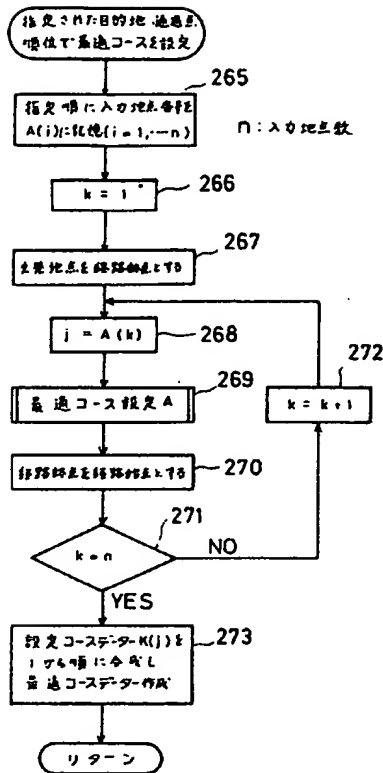 指定された目的地、通過点
順位で最適コースを設定
265
指定順に入力地点番号を
A(i)に記憶(i=1,…n)
n:入力地点数
k = 1
266
267
出発地点を経路始点とする
j = A(k)
268
272
k = k+1
269
最適コース設定A
270
経路終点を経路始点とする
271
k = n
NO
YES
273
設定コースデーターK(j)を
1から順に合成し
最適コースデーター作成
リターン